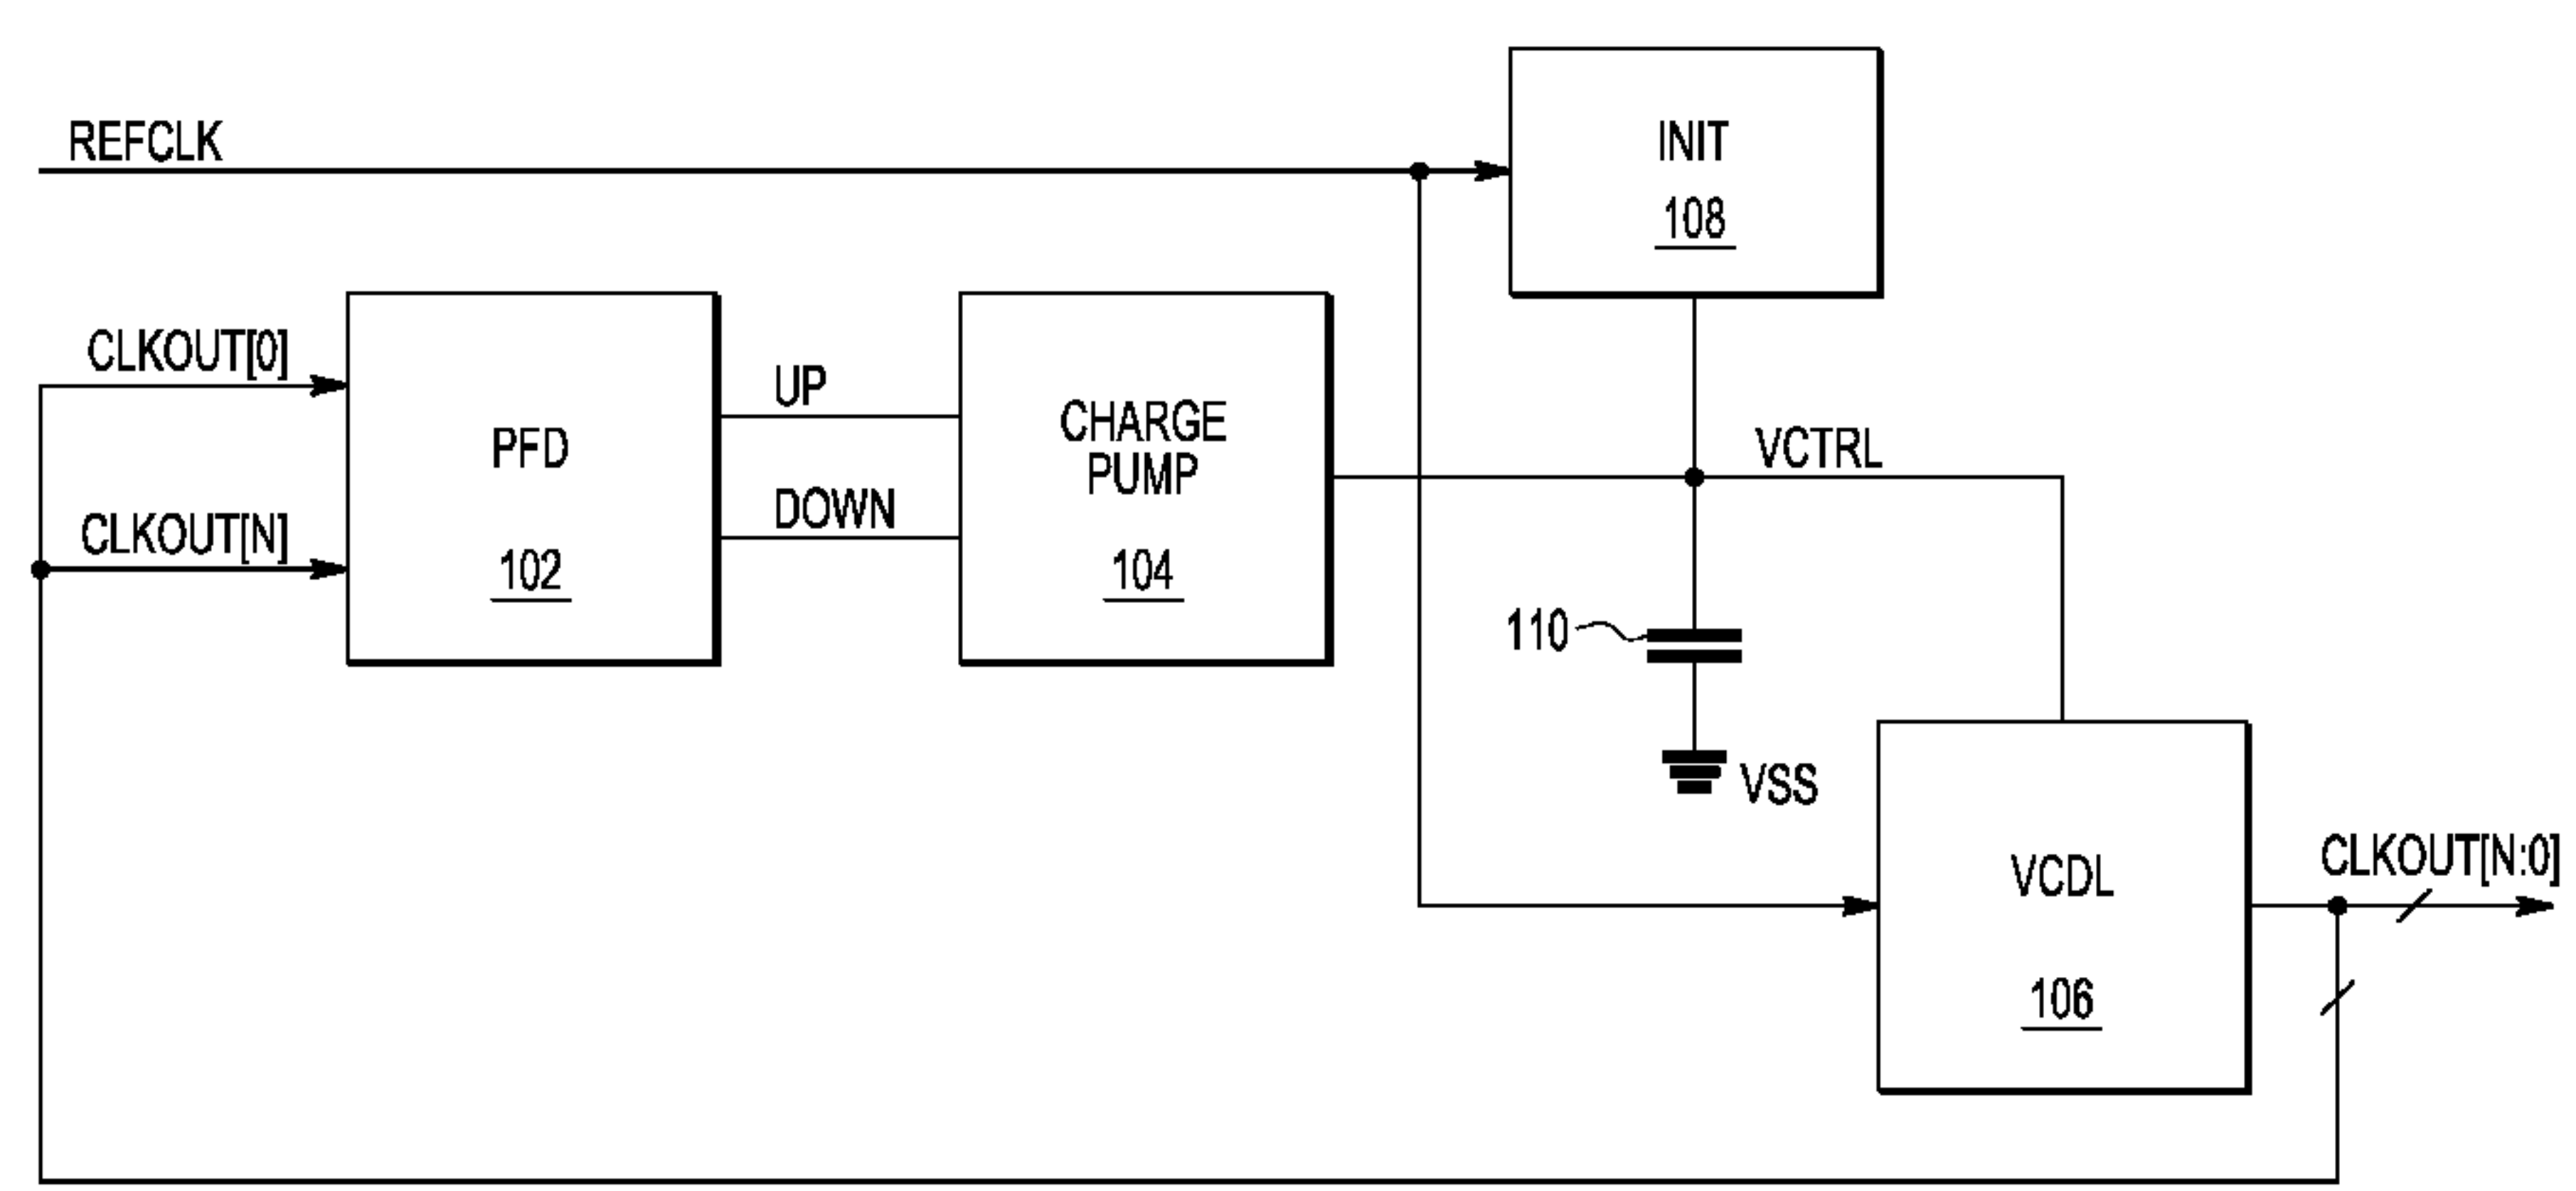 REFCLK
INIT
108
CLKOUT[0]
CLKOUT[N]
PFD
102
UP
DOWN
CHARGE
PUMP
104
VCTRL
110
VSS
VCDL
106
CLKOUT[N:0]